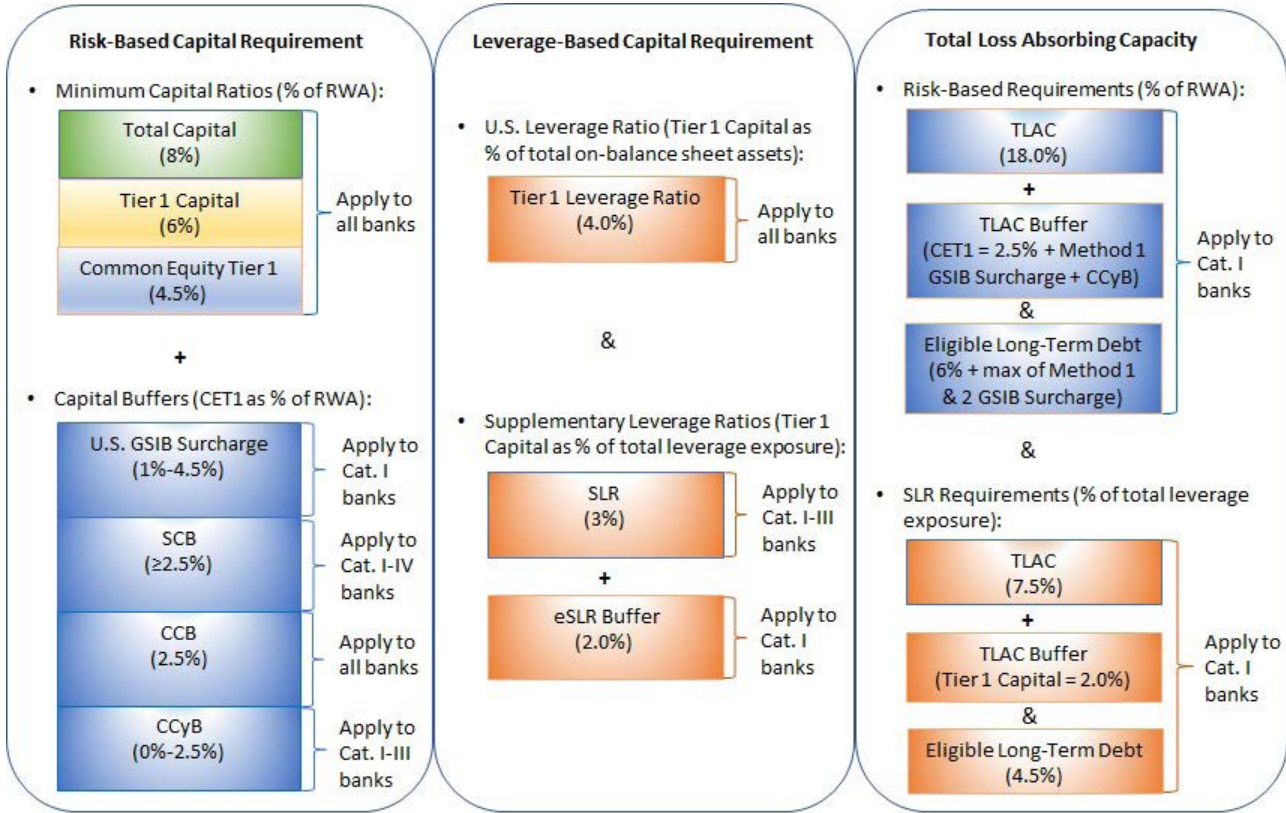 Risk-Based Capital Requirement
• Minimum Capital Ratios (% of RWA):
Total Capital
(8%)
Tier 1 Capital
(6%)
Common Equity Tier 1
(4.5%)
Apply to
all banks
+
• Capital Buffers (CET1 as % of RWA):
U.S. GSIB Surcharge
(1%-4.5%)
Apply to
Cat. I
banks
SCB
(≥2.5%)
Apply to
Cat. I-IV
banks
CCB
(2.5%)
Apply to
all banks
CCyB
(0%-2.5%)
Apply to
Cat. I-III
banks
Leverage-Based Capital Requirement
• U.S. Leverage Ratio (Tier 1 Capital as
% of total on-balance sheet assets):
Tier 1 Leverage Ratio
(4.0%)
Apply to
all banks
&
• Supplementary Leverage Ratios (Tier 1
Capital as % of total leverage exposure):
SLR
(3%)
Apply to
Cat. I-III
banks
+
eSLR Buffer
(2.0%)
Apply to
Cat. I
banks
Total Loss Absorbing Capacity
• Risk-Based Requirements (% of RWA):
TLAC
(18.0%)
+
TLAC Buffer
(CET1 = 2.5% + Method 1
GSIB Surcharge + CCyB)
&
Eligible Long-Term Debt
(6% + max of Method 1
& 2 GSIB Surcharge)
Apply to
Cat. I
banks
&
• SLR Requirements (% of total leverage
exposure):
TLAC
(7.5%)
+
TLAC Buffer
(Tier 1 Capital = 2.0%)
&
Eligible Long-Term Debt
(4.5%)
Apply to
Cat. I
banks